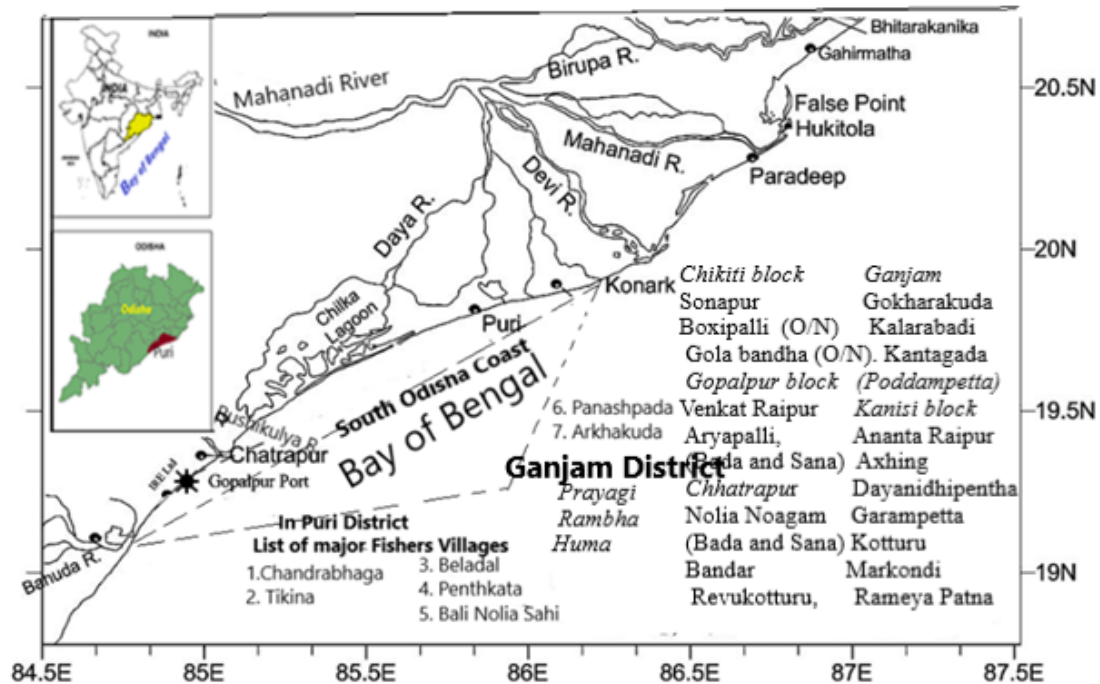 INDIA
INDIA
Bay of Bengal
ODISHA
Odisha
Puri
Mahanadi River
Birupa R.
Bhitarakanika
Gahirmatha
20.5N
False Point
Hukitola
Mahanadi R.
Paradeep
Devi R.
Daya R.
20N
Konark
Chilka
Lagoon
Puri
South Odisha Coast
Bay of Bengal
19.5N
Chatrapur
IRE Ltd
Gopalpur Port
Bahuda R.
19N
In Puri District
List of major Fishers Villages
1.Chandrabhaga
2. Tikina
3. Beladal
4. Penthkata
5. Bali Nolia Sahi
6. Panashpada
7. Arkhakuda
Ganjam District
Prayagi
Rambha
Huma
Chikiti block Ganjam
Sonapur Gokharakuda
Boxipalli (O/N) Kalarabadi
Gola bandha (O/N). Kantagada
Gopalpur block (Poddampetta)
Venkat Raipur Kanisi block
Aryapalli, Ananta Raipur
(Bada and Sana) Axhing
Chhatrapur Dayanidhipentha
Nolia Noagam Garampetta
(Bada and Sana) Kotturu
Bandar Markondi
Revukotturu, Rameya Patna
84.5E 85E 85.5E 86E 86.5E 87E 87.5E